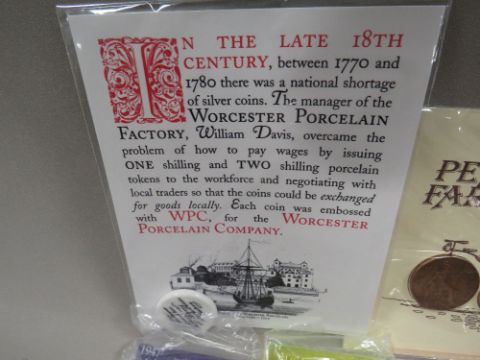 IN THE LATE 18TH
CENTURY, between 1770 and
1780 there was a national shortage
of silver coins. The manager of the
WORCESTER PORCELAIN
FACTORY, William Davis, overcame the
problem of how to pay wages by issuing
ONE shilling and TWO shilling porcelain
tokens to the workforce and negotiating with
local traders so that the coins could be exchanged
for goods locally. Each coin was embossed
with WPC, for the WORCESTER
PORCELAIN COMPANY.
PE
FAR